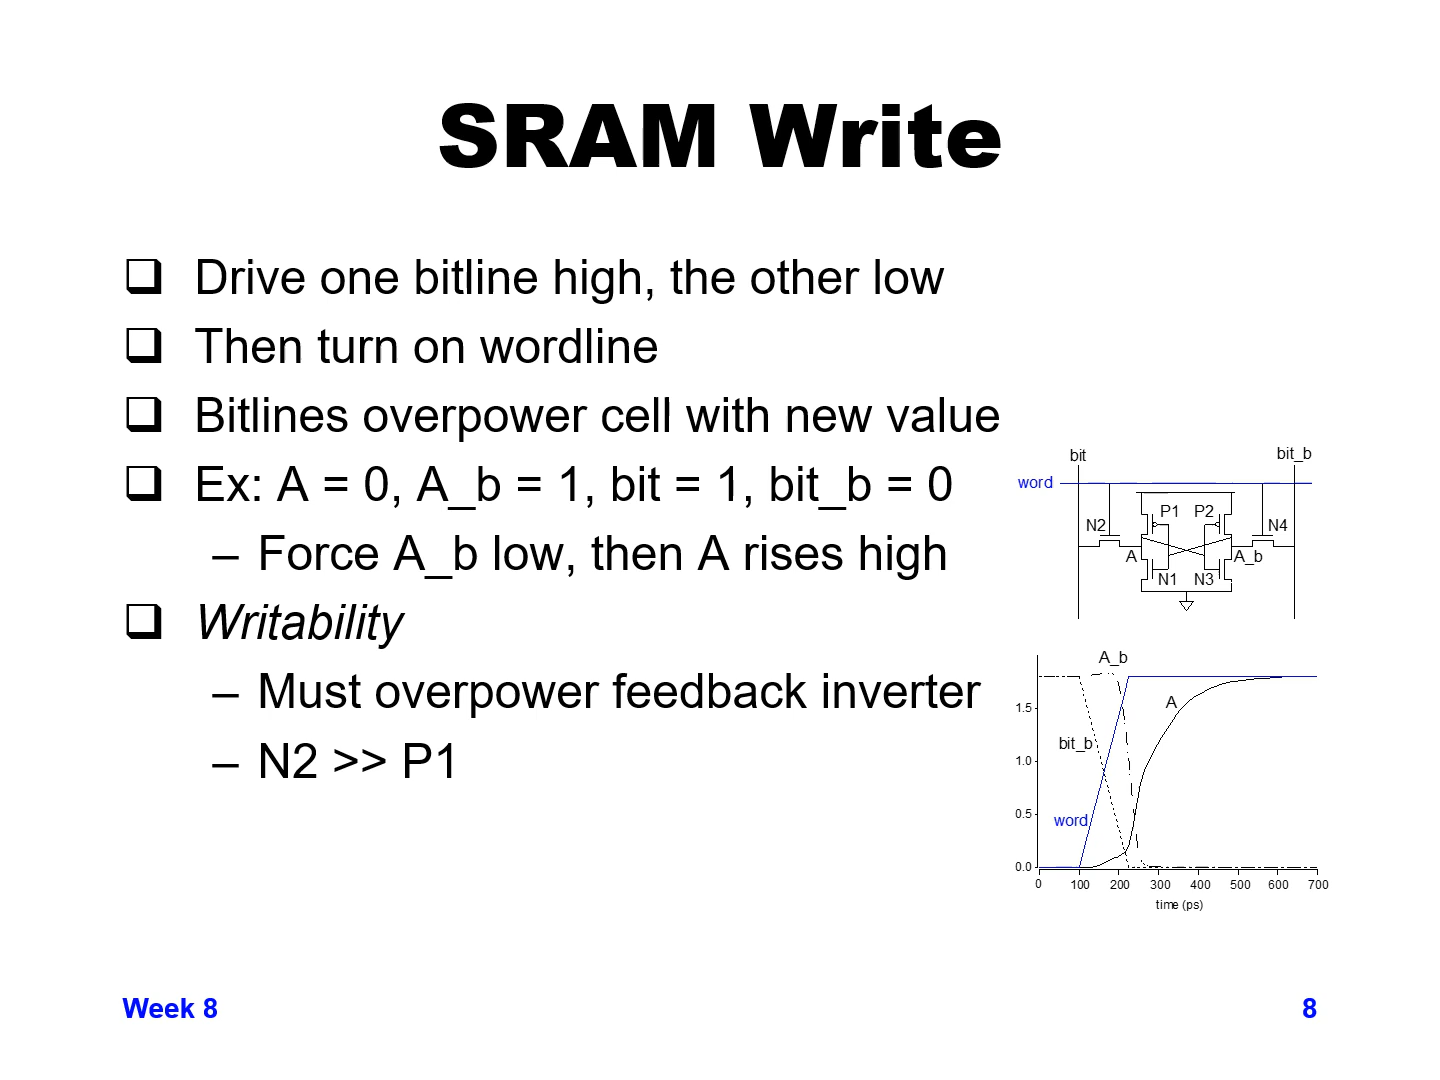 SRAM Write
❑ Drive one bitline high, the other low
❑ Then turn on wordline
❑ Bitlines overpower cell with new value
❑ Ex: A = 0, A_b = 1, bit = 1, bit_b = 0
– Force A_b low, then A rises high
❑ Writability
– Must overpower feedback inverter
– N2 >> P1
bit bit_b
word
P1 P2
N2 N4
A A_b
N1 N3
A_b
A
1.5
bit_b
1.0
0.5
word
0.0
0 100 200 300 400 500 600 700
time (ps)
Week 8 8